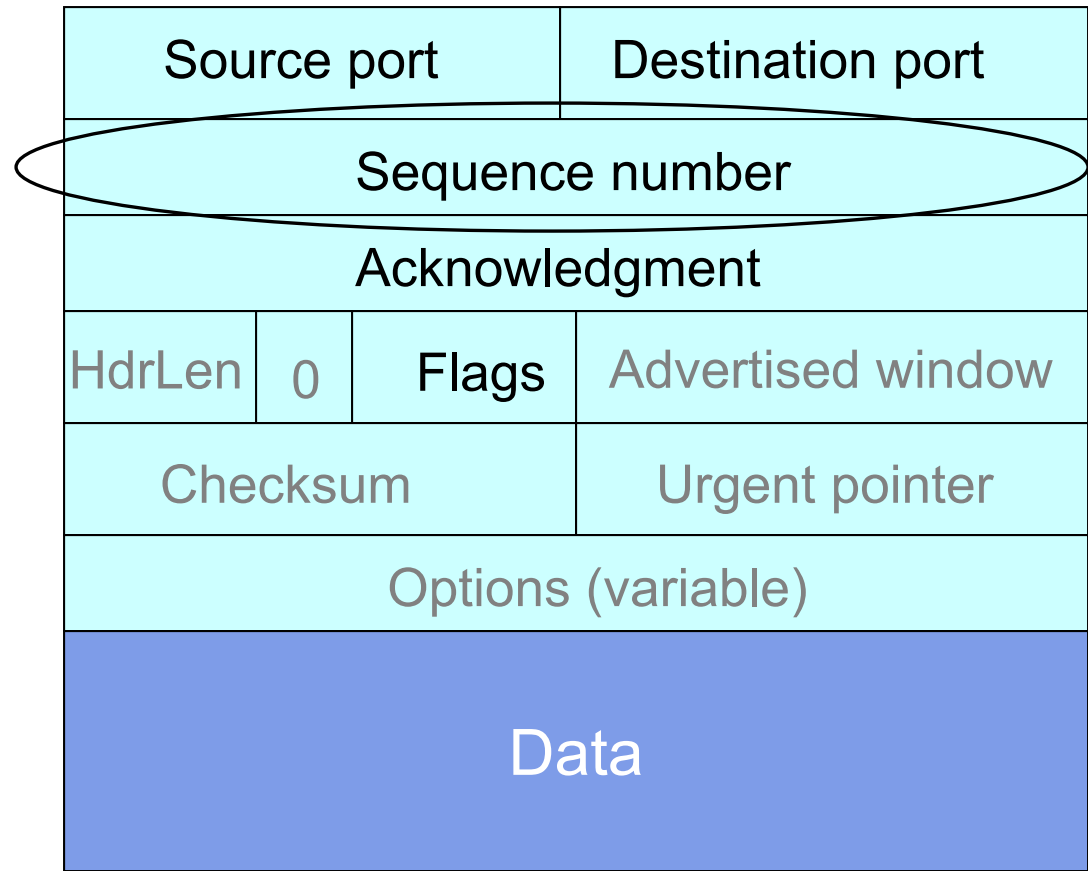 Source port Destination port
Sequence number
Acknowledgment
HdrLen 0 Flags Advertised window
Checksum Urgent pointer
Options (variable)
Data